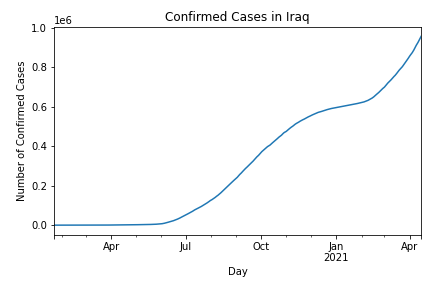 Confirmed Cases in Iraq
1e6
1.0
0.8
0.6
0.4
0.2
0.0
Number of Confirmed Cases
Apr Jul Oct Jan Apr
2021
Day